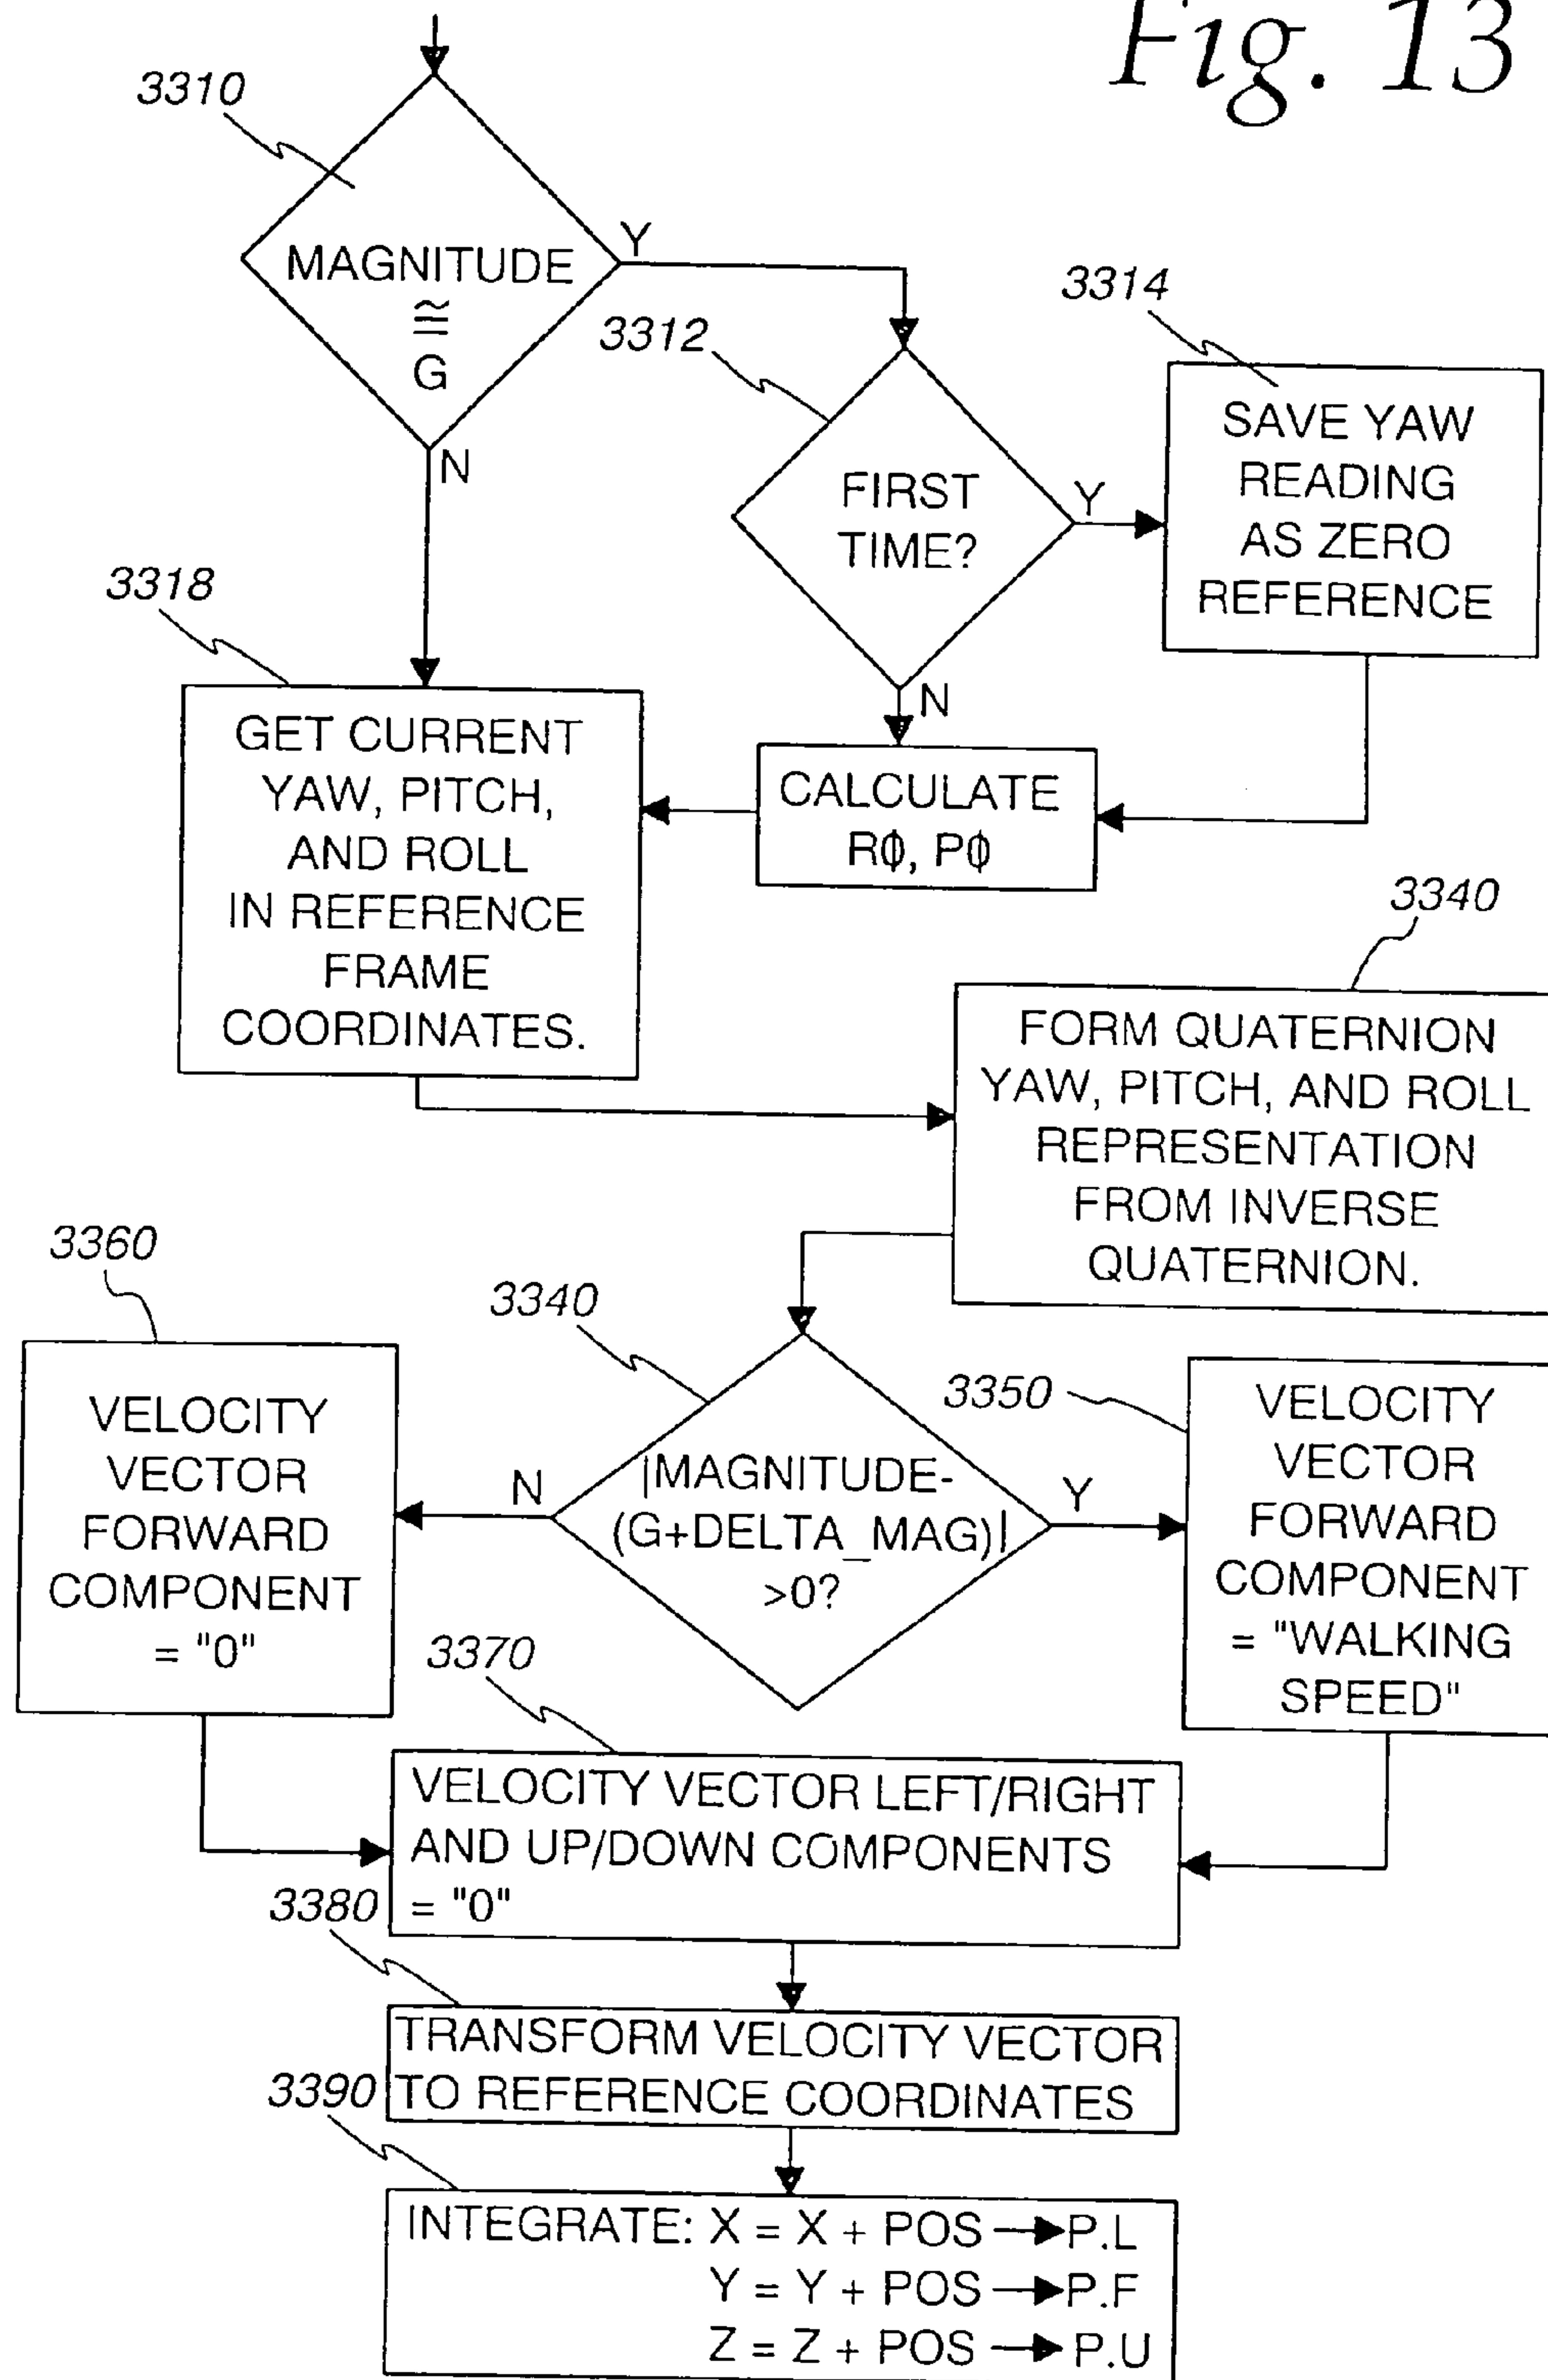 Fig. 13
3310
MAGNITUDE
≅
G
Y
N
3312
FIRST
TIME?
Y
N
3314
SAVE YAW
READING
AS ZERO
REFERENCE
3318
GET CURRENT
YAW, PITCH,
AND ROLL
IN REFERENCE
FRAME
COORDINATES.
CALCULATE
RΦ, PΦ
3340
FORM QUATERNION
YAW, PITCH, AND ROLL
REPRESENTATION
FROM INVERSE
QUATERNION.
3360
VELOCITY
VECTOR
FORWARD
COMPONENT
= "0"
3340
|MAGNITUDE-
(G+DELTA_MAG)|
>0?
N
Y
3350
VELOCITY
VECTOR
FORWARD
COMPONENT
= "WALKING
SPEED"
3370
VELOCITY VECTOR LEFT/RIGHT
AND UP/DOWN COMPONENTS
= "0"
3380
TRANSFORM VELOCITY VECTOR
TO REFERENCE COORDINATES
3390
INTEGRATE: X = X + POS → P.L
Y = Y + POS → P.F
Z = Z + POS → P.U